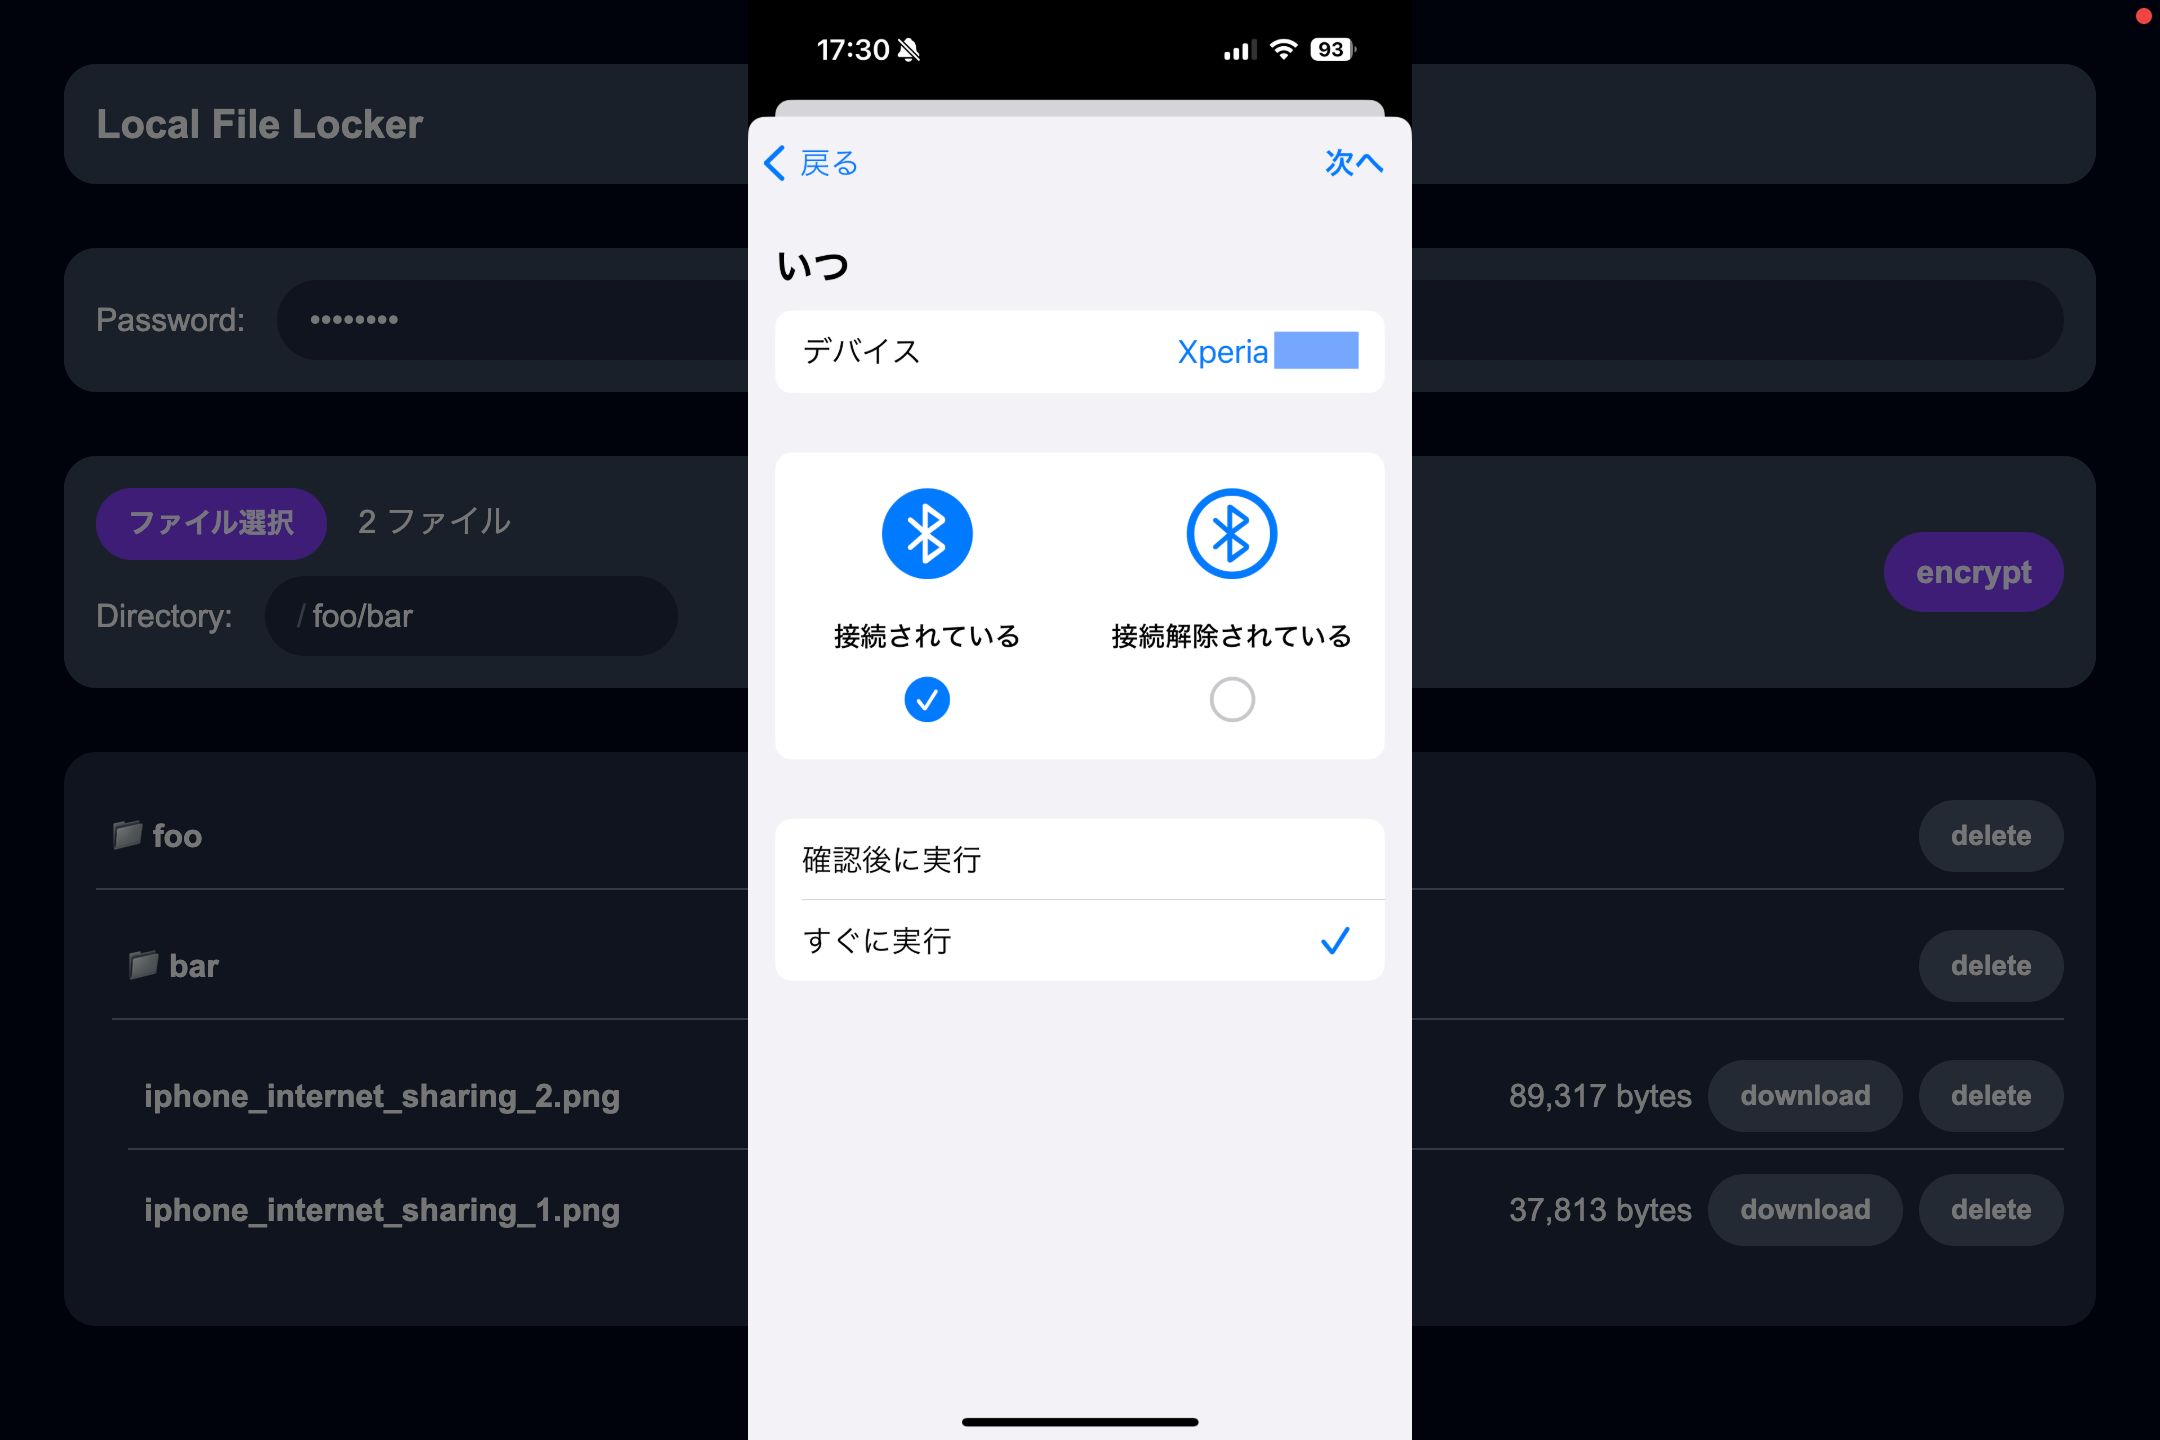 17:30
93
Local File Locker
戻る
次へ
いつ
Password:
••••••••
デバイス
Xperia
ファイル選択
2 ファイル
Directory:
/ foo/bar
encrypt
接続されている
接続解除されている
foo
delete
確認後に実行
すぐに実行
bar
delete
iphone_internet_sharing_2.png
89,317 bytes
download
delete
iphone_internet_sharing_1.png
37,813 bytes
download
delete